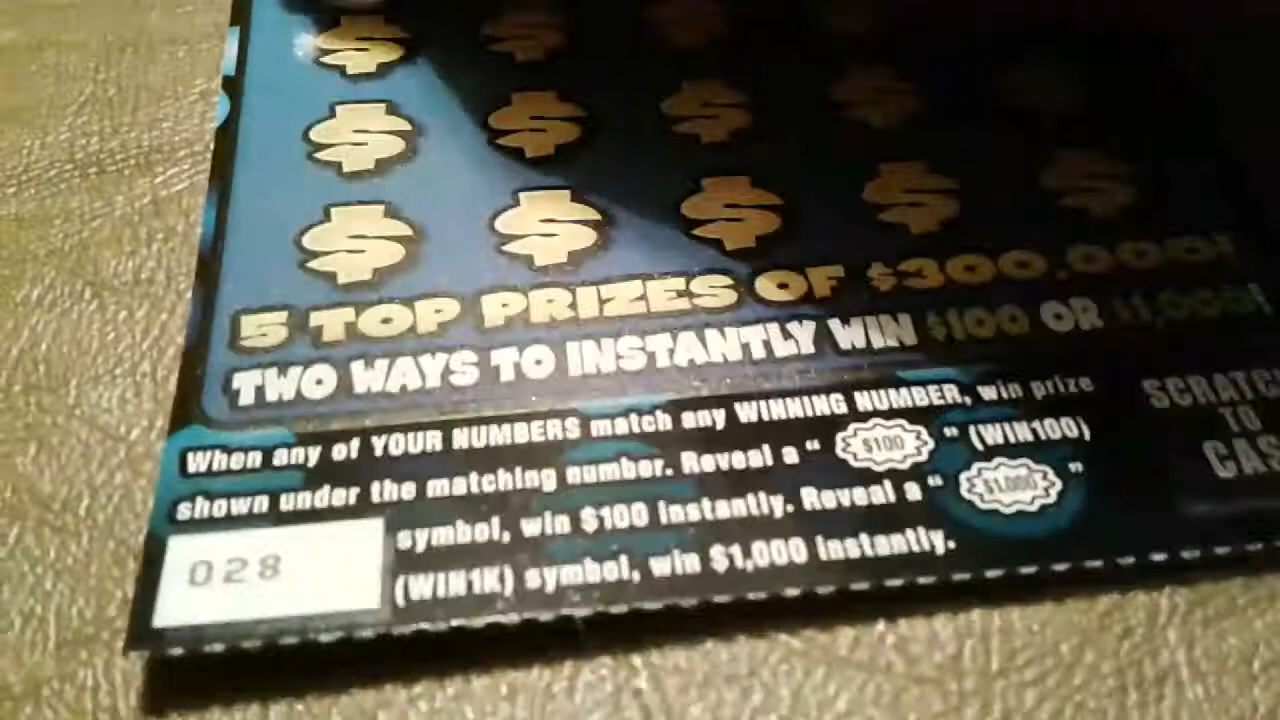 $ $ $
$ $ $ $ $
$ $ $ $ $
5 TOP PRIZES OF $300,000!
TWO WAYS TO INSTANTLY WIN $100 OR $1,000!
When any of YOUR NUMBERS match any WINNING NUMBER, win prize
shown under the matching number. Reveal a " $100 " (WIN100)
symbol, win $100 instantly. Reveal a " $1,000 "
(WIN1K) symbol, win $1,000 instantly.
028
SCRATCH
TO